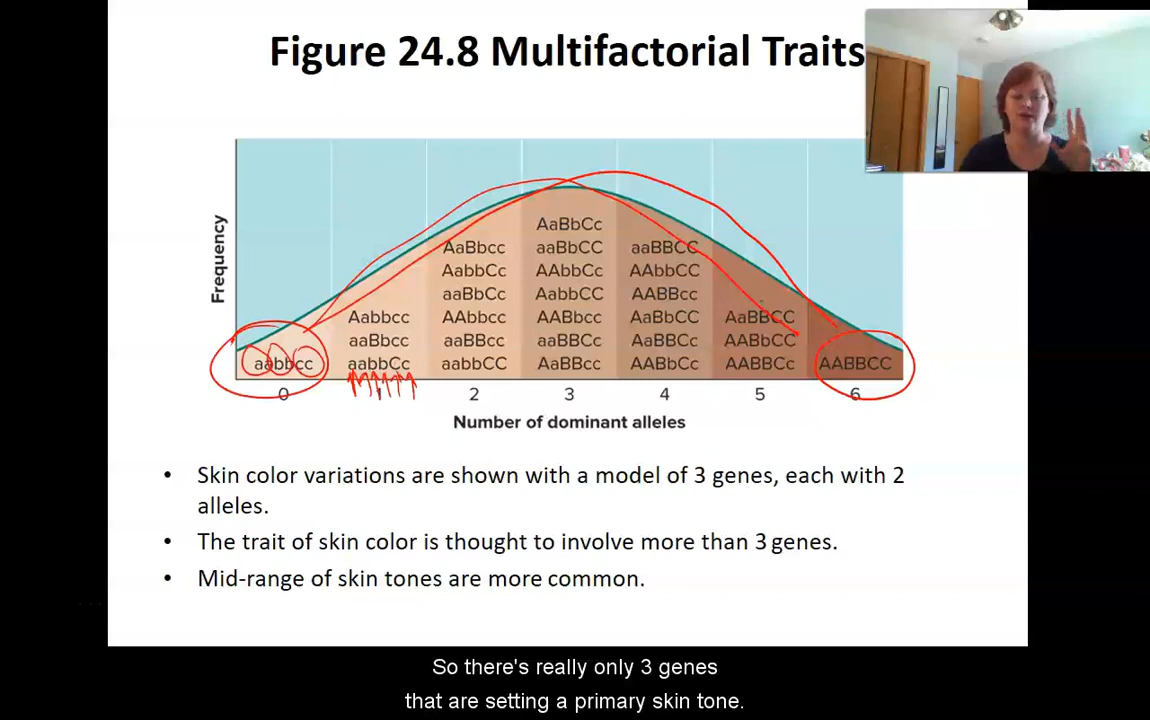 Figure 24.8 Multifactorial Traits
Frequency
AaBbCc
AaBbcc aaBbCC aaBBCC
AabbCc AAbbCc AAbbCC
aaBbCc AabbCC AABBcc
Aabbcc AAbbcc AABbcc AaBbCC AaBBCC
aaBbcc aaBBcc aaBBCc AaBBCc AABbCC
aabbcc aabbCc aabbCC AaBBcc AABbCc AABBCc AABBCC
0 2 3 4 5 6
Number of dominant alleles
• Skin color variations are shown with a model of 3 genes, each with 2
alleles.
• The trait of skin color is thought to involve more than 3 genes.
• Mid-range of skin tones are more common.
So there's really only 3 genes
that are setting a primary skin tone.